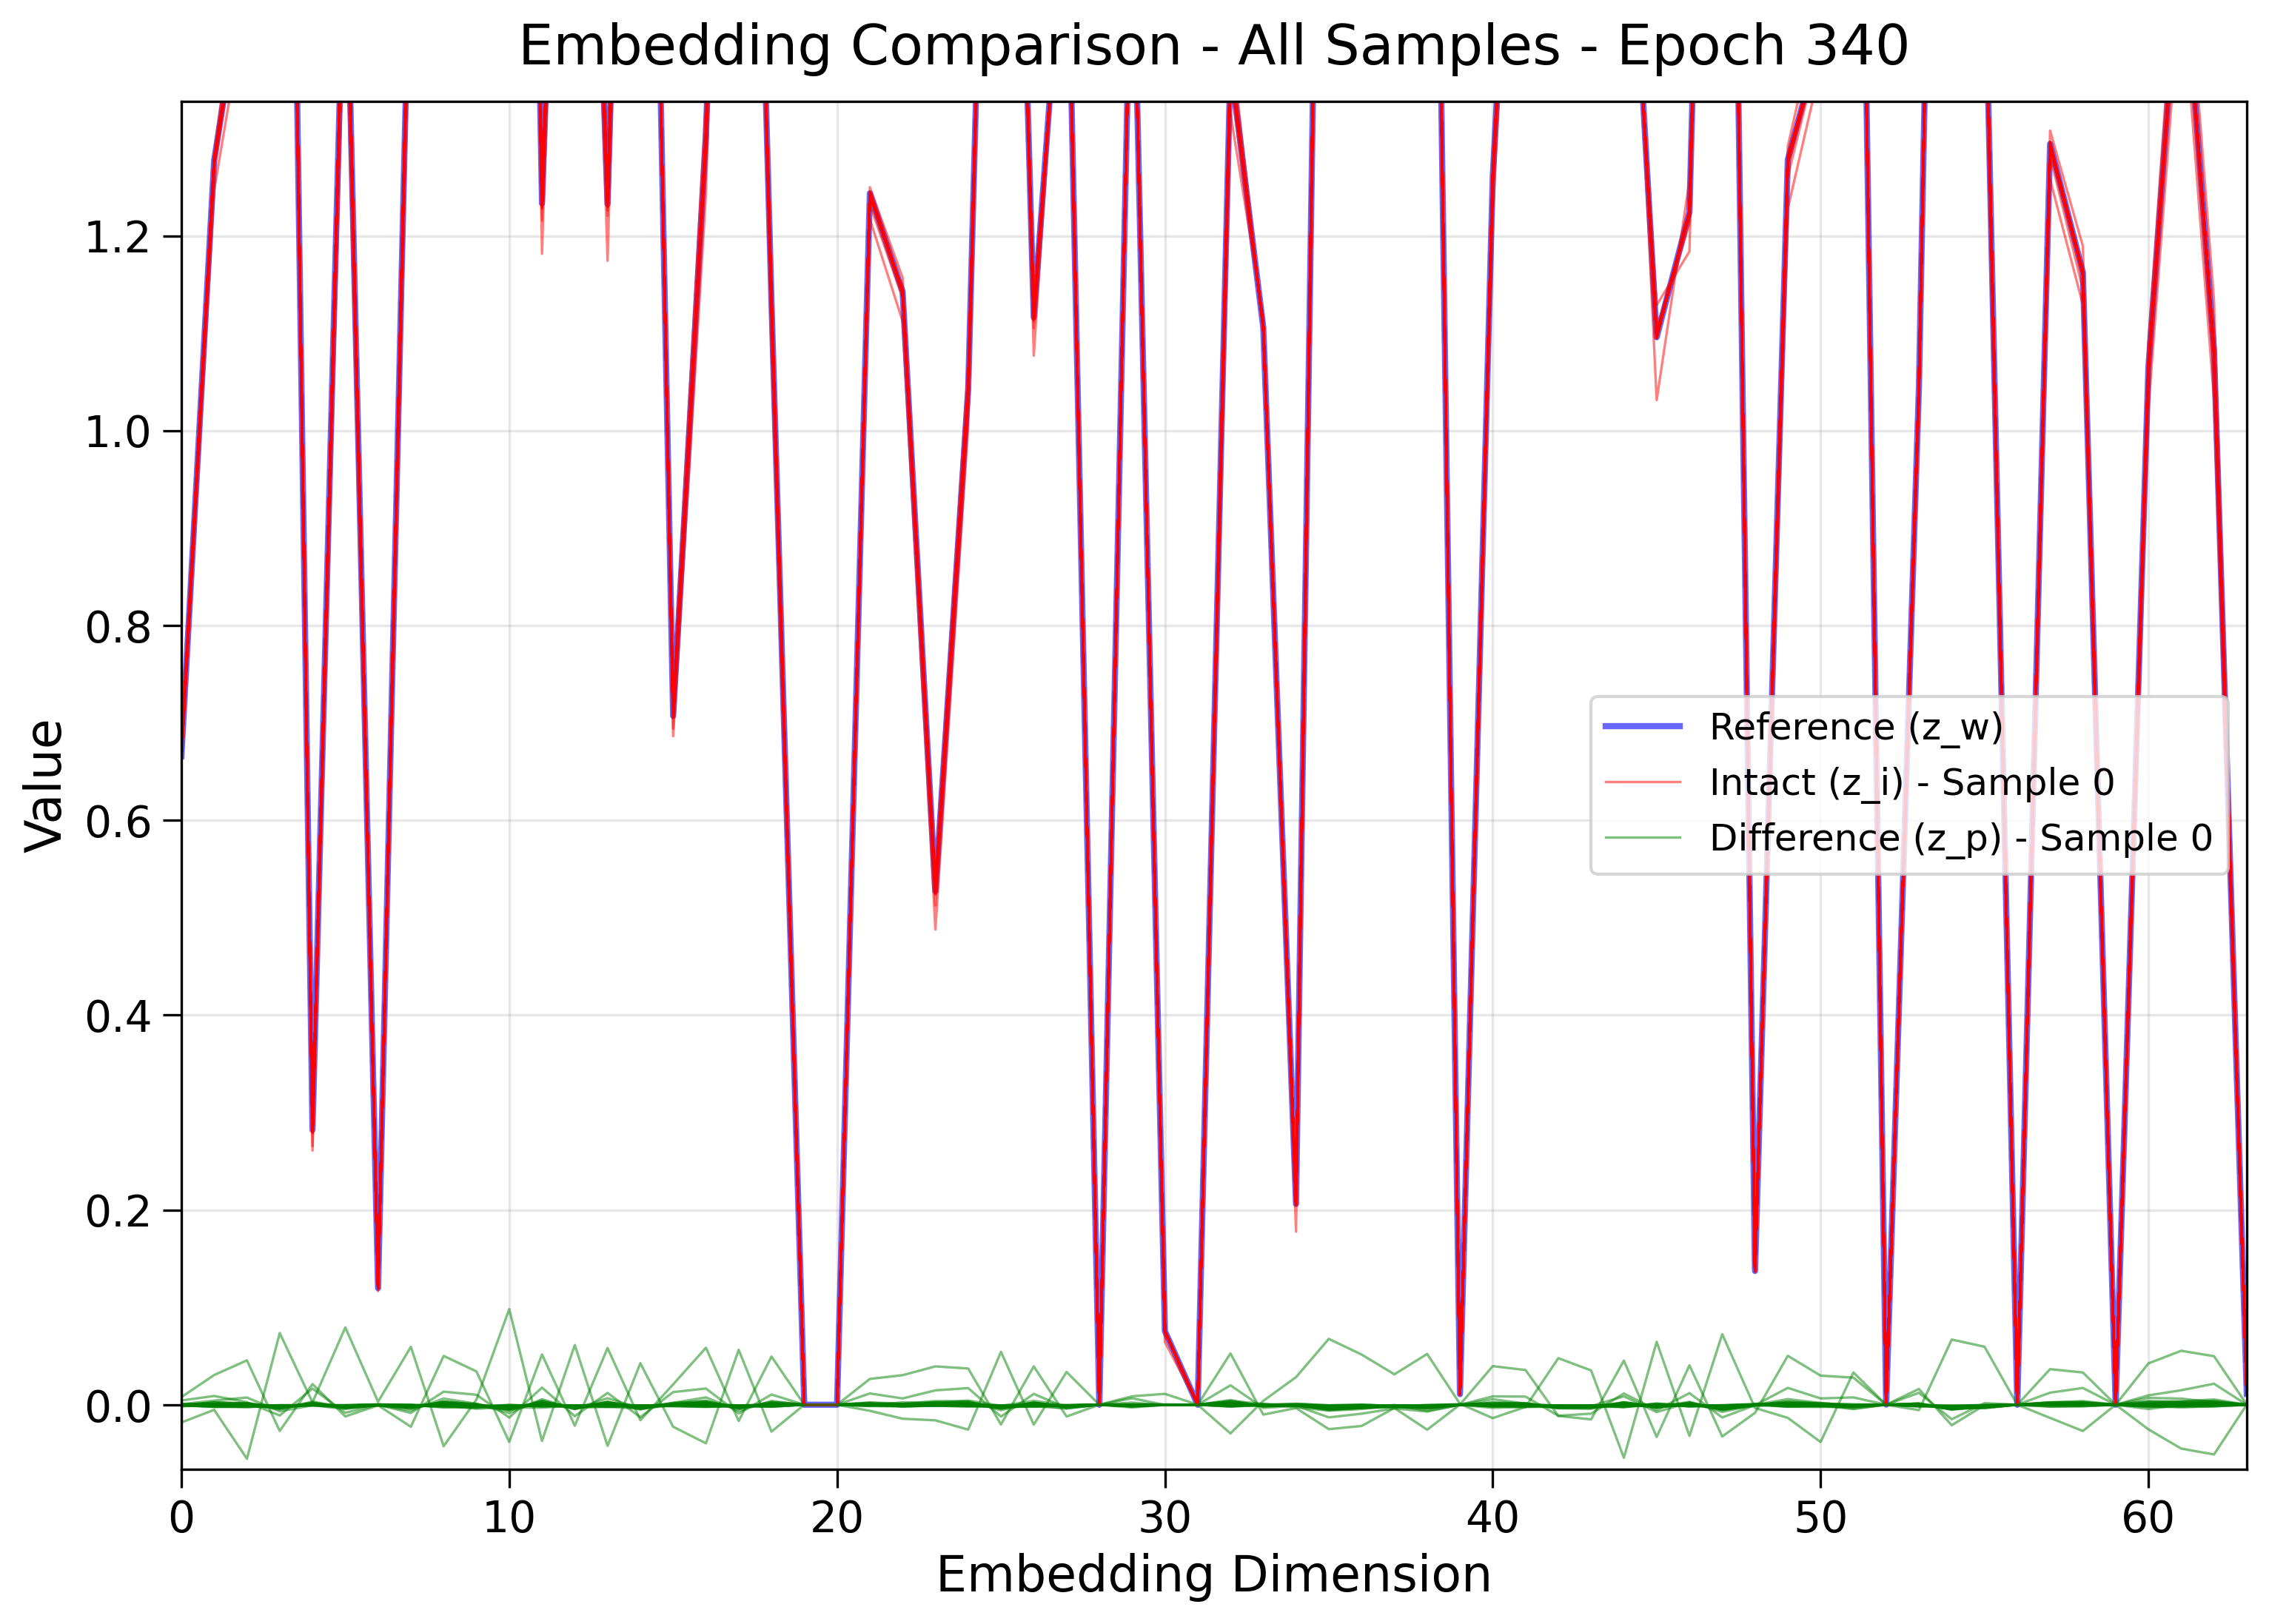 Embedding Comparison - All Samples - Epoch 340
Value
1.2
1.0
0.8
0.6
0.4
0.2
0.0
Reference (z_w)
Intact (z_i) - Sample 0
Difference (z_p) - Sample 0
0 10 20 30 40 50 60
Embedding Dimension